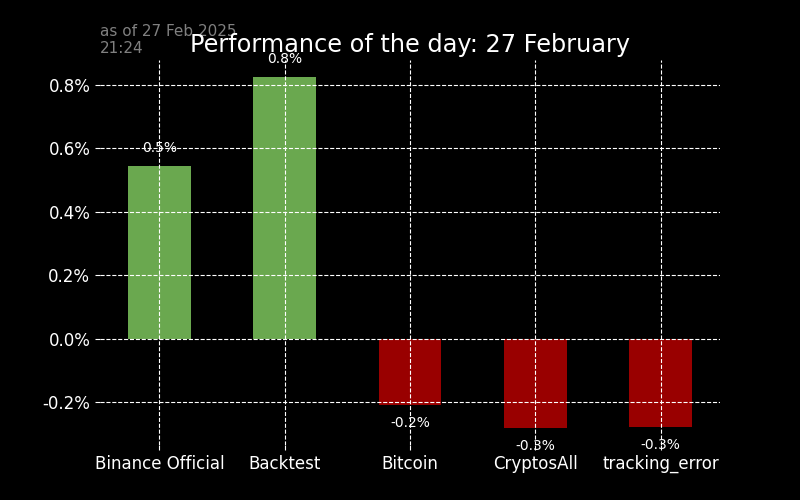 as of 27 Feb 2025
21:24
Performance of the day: 27 February
0.8%
0.8%
0.6%
0.5%
0.4%
0.2%
0.0%
-0.2%
-0.2%
-0.3%
-0.3%
Binance Official
Backtest
Bitcoin
CryptosAll
tracking_error